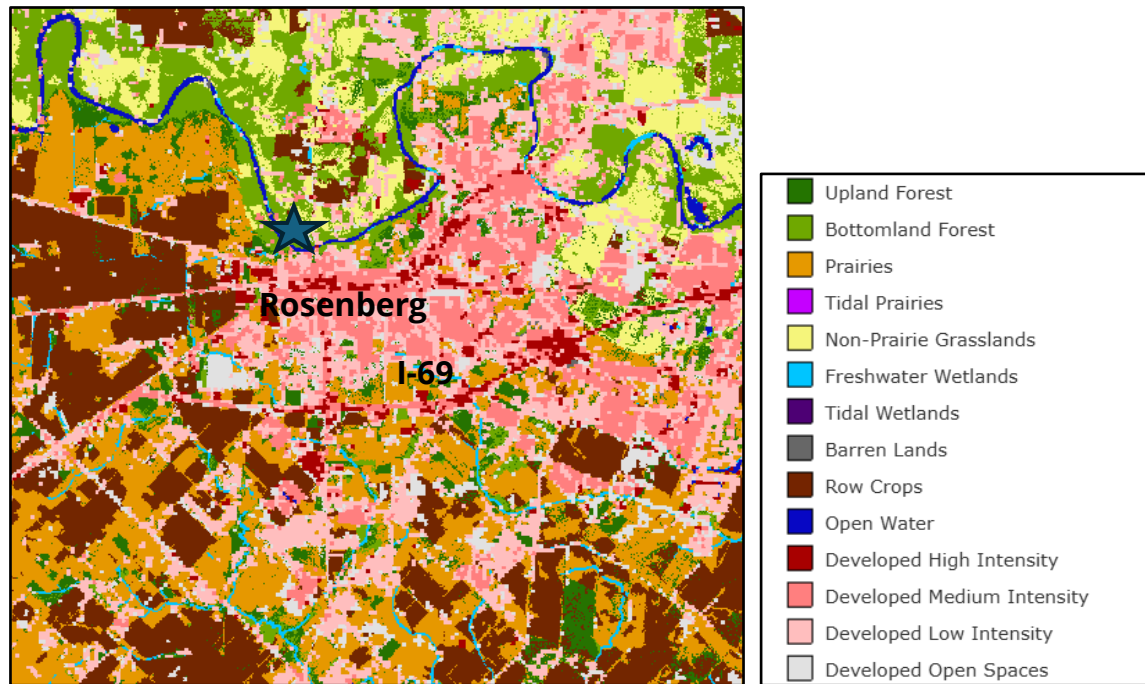 Rosenberg
I-69
Upland Forest
Bottomland Forest
Prairies
Tidal Prairies
Non-Prairie Grasslands
Freshwater Wetlands
Tidal Wetlands
Barren Lands
Row Crops
Open Water
Developed High Intensity
Developed Medium Intensity
Developed Low Intensity
Developed Open Spaces